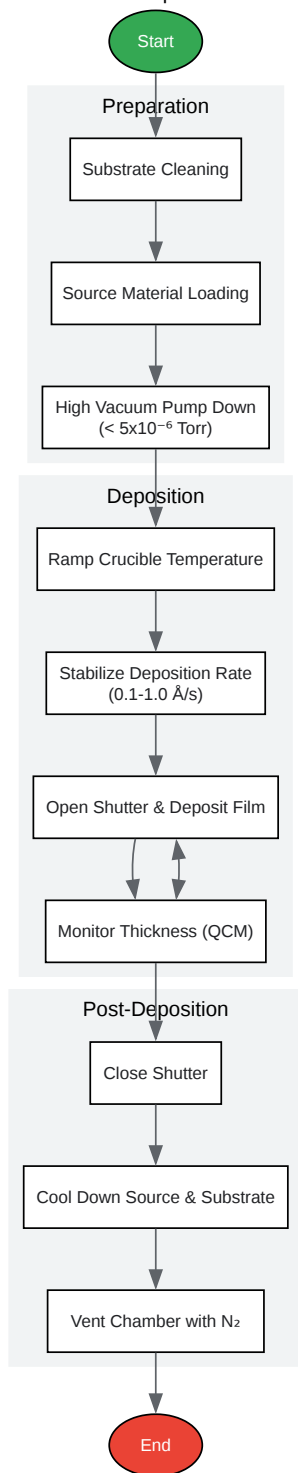 Start
Preparation
Substrate Cleaning
Source Material Loading
High Vacuum Pump Down
(< 5x10⁻⁶ Torr)
Deposition
Ramp Crucible Temperature
Stabilize Deposition Rate
(0.1-1.0 Å/s)
Open Shutter & Deposit Film
Monitor Thickness (QCM)
Post-Deposition
Close Shutter
Cool Down Source & Substrate
Vent Chamber with N₂
End